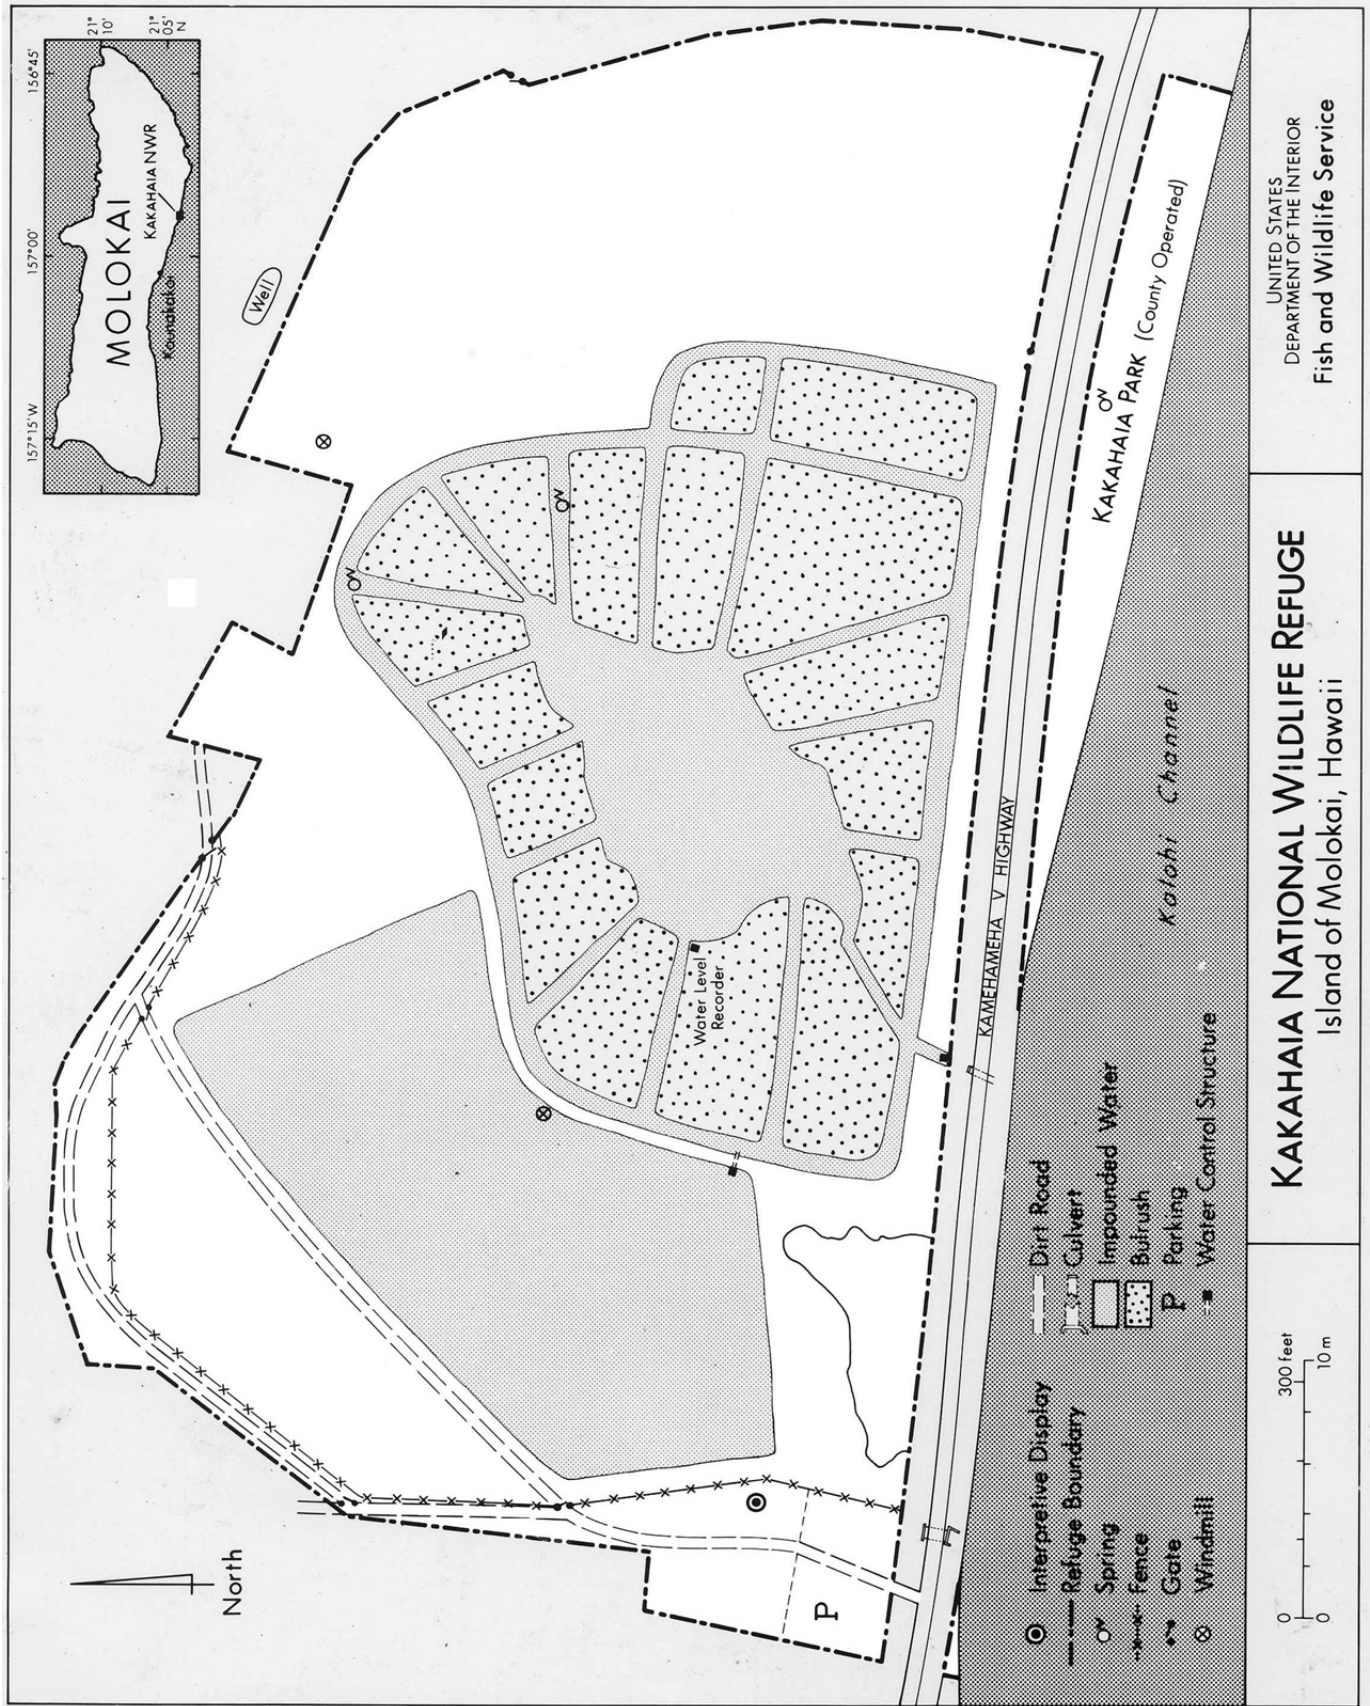 156°45'
157°00'
157°15'W
21°
10'
21°
05'
N
MOLOKAI
KAKAHAIA NWR
Kaunakakai
Well
North
Water Level
Recorder
P
KAMEHAMEHA V HIGHWAY
KAKAHAIA PARK (County Operated)
Kalohi Channel
Interpretive Display
Refuge Boundary
Spring
Fence
Gate
Windmill
Dirt Road
Culvert
Impounded Water
Bulrush
P Parking
Water Control Structure
0 300 feet
0 10 m
KAKAHAIA NATIONAL WILDLIFE REFUGE
Island of Molokai, Hawaii
UNITED STATES
DEPARTMENT OF THE INTERIOR
Fish and Wildlife Service